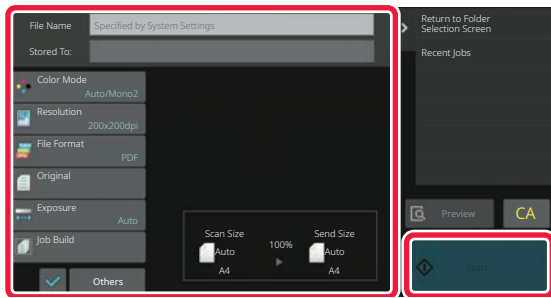 File Name
Specified by System Settings
Stored To:
Color Mode
Auto/Mono2
Resolution
200x200dpi
File Format
PDF
Original
Exposure
Auto
Job Build
Others
Scan Size
Auto
A4
100%
Send Size
Auto
A4
Return to Folder
Selection Screen
Recent Jobs
Preview
CA
Start